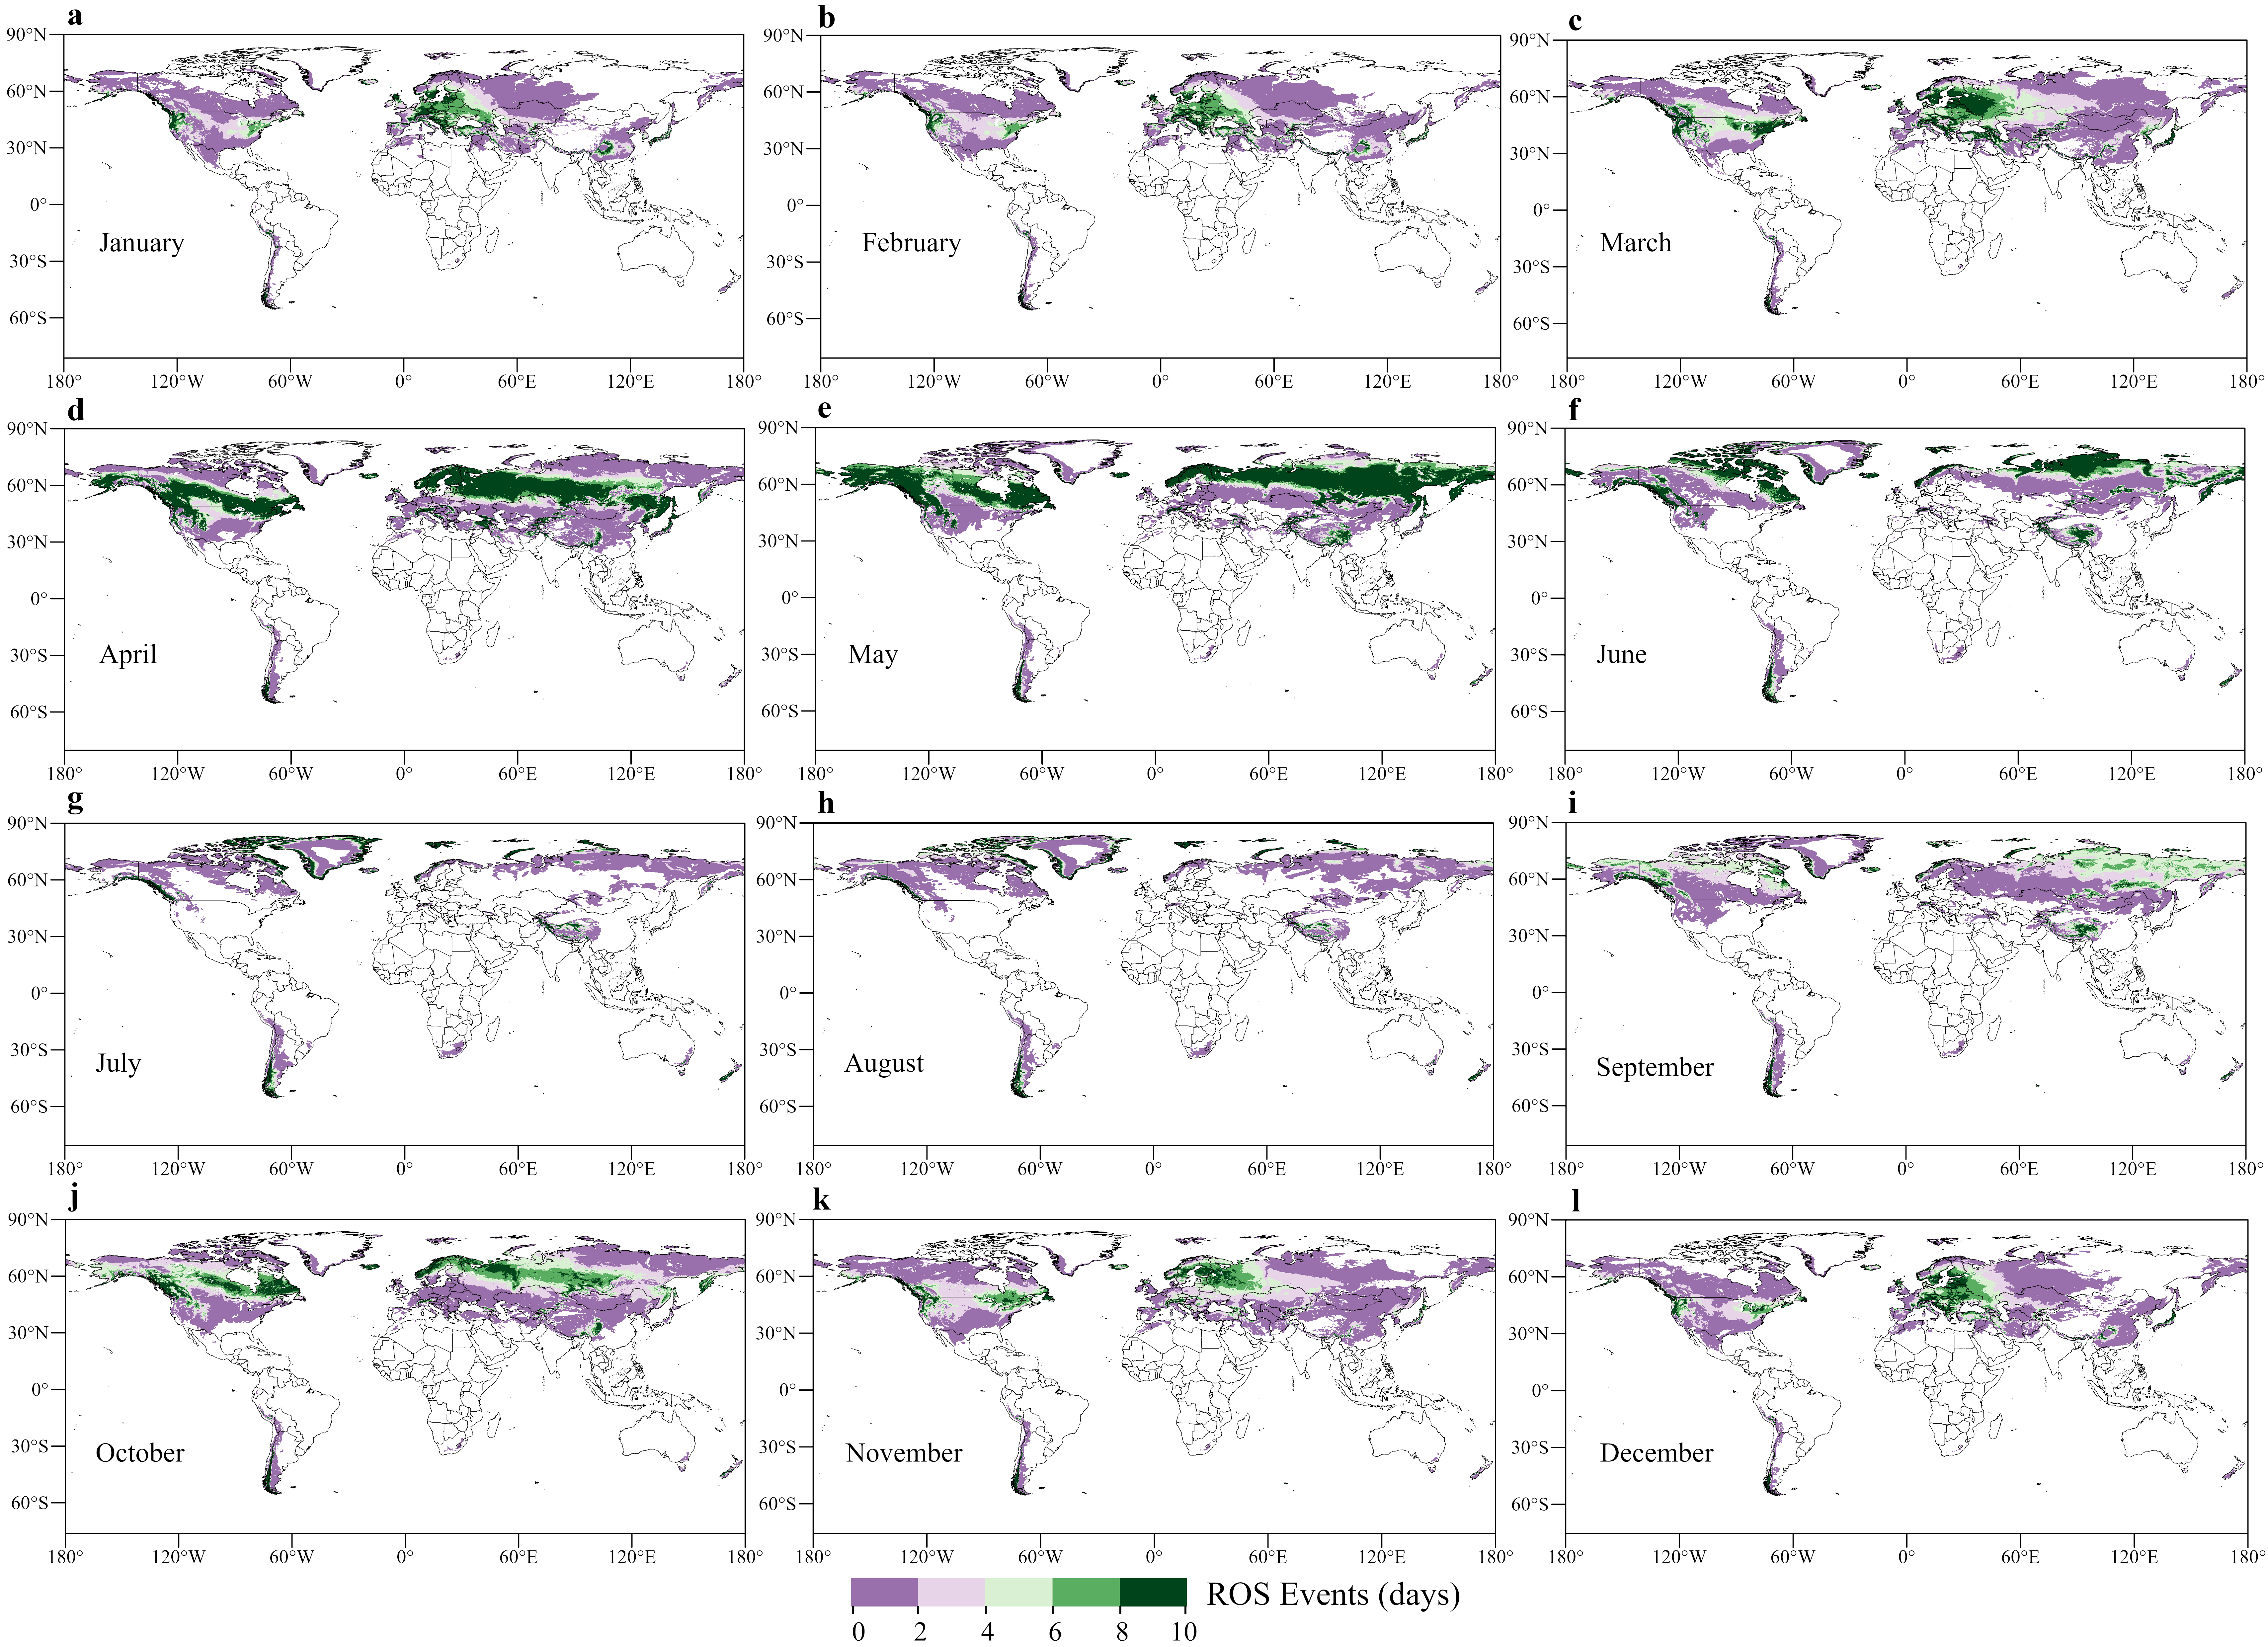 a b c
90°N 90°N 90°N
60°N 60°N 60°N
30°N 30°N 30°N
0° 0° 0°
January February March
30°S 30°S 30°S
60°S 60°S 60°S
180° 120°W 60°W 0° 60°E 120°E 180° 180° 120°W 60°W 0° 60°E 120°E 180° 180° 120°W 60°W 0° 60°E 120°E 180°
d e f
90°N 90°N 90°N
60°N 60°N 60°N
30°N 30°N 30°N
0° 0° 0°
April May June
30°S 30°S 30°S
60°S 60°S 60°S
180° 120°W 60°W 0° 60°E 120°E 180° 180° 120°W 60°W 0° 60°E 120°E 180° 180° 120°W 60°W 0° 60°E 120°E 180°
g h i
90°N 90°N 90°N
60°N 60°N 60°N
30°N 30°N 30°N
0° 0° 0°
30°S 30°S 30°S
July August September
60°S 60°S 60°S
180° 120°W 60°W 0° 60°E 120°E 180° 180° 120°W 60°W 0° 60°E 120°E 180° 180° 120°W 60°W 0° 60°E 120°E 180°
j k l
90°N 90°N 90°N
60°N 60°N 60°N
30°N 30°N 30°N
0° 0° 0°
30°S 30°S 30°S
October November December
60°S 60°S 60°S
180° 120°W 60°W 0° 60°E 120°E 180° 180° 120°W 60°W 0° 60°E 120°E 180° 180° 120°W 60°W 0° 60°E 120°E 180°
ROS Events (days)
0 2 4 6 8 10